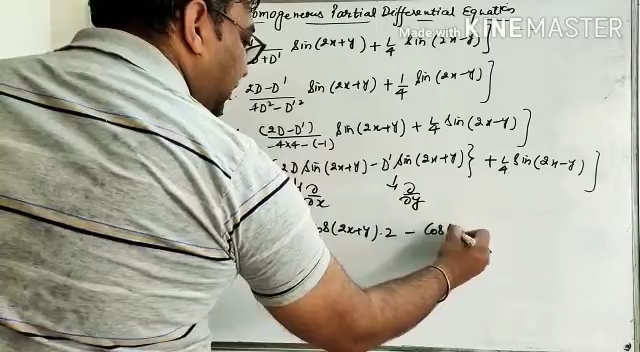 omogeneous Partial Differential Equation
Made with KINEMASTER
D+D' Sin(2x+y) + 1/4 Sin(2x-y)]
2D-D' / 4D²-D'² Sin(2x+y) + 1/4 Sin(2x-y)]
(2D-D') / -4×4-(-1) Sin(2x+y) + 1/4 Sin(2x-y)]
2D Sin(2x+y) - D' Sin(2x+y)} + 1/4 Sin(2x-y)]
↳ ∂/∂x ↳ ∂/∂y
os(2x+y).2 - Cos